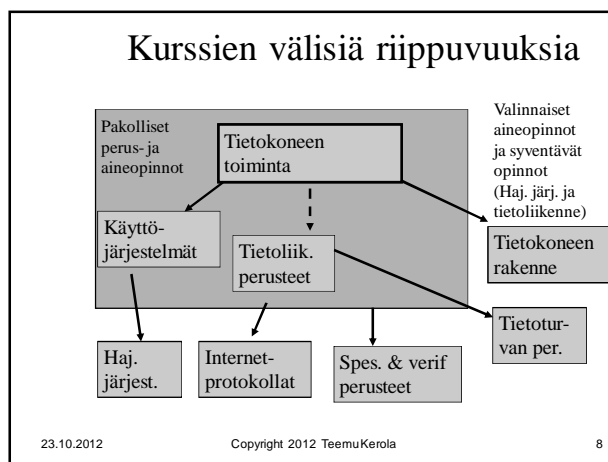 Kurssien välisiä riippuvuuksia
Pakolliset
perus- ja
aineopinnot
Tietokoneen
toiminta
Valinnaiset
aineopinnot
ja syventävät
opinnot
(Haj. järj. ja
tietoliikenne)
Käyttö-
järjestelmät
Tietoliik.
perusteet
Tietokoneen
rakenne
Haj.
järjest.
Internet-
protokollat
Spes. & verif
perusteet
Tietotur-
van per.
23.10.2012
Copyright 2012 Teemu Kerola
8